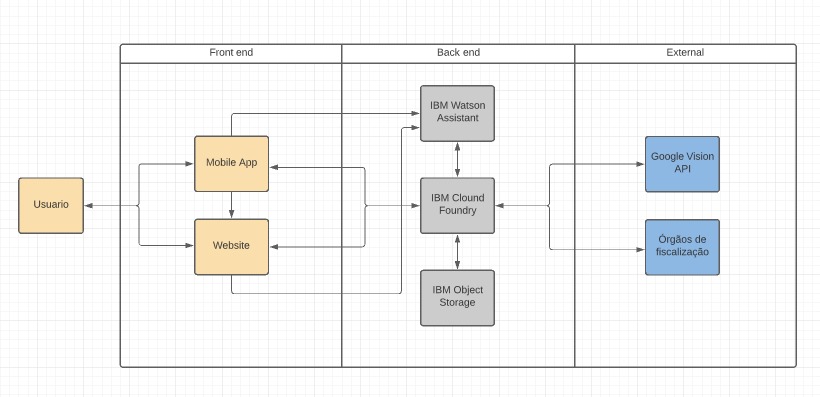 Front end
Back end
External
IBM Watson
Assistant
Mobile App
Google Vision
API
Usuario
IBM Clound
Foundry
Website
Órgãos de
fiscalização
IBM Object
Storage